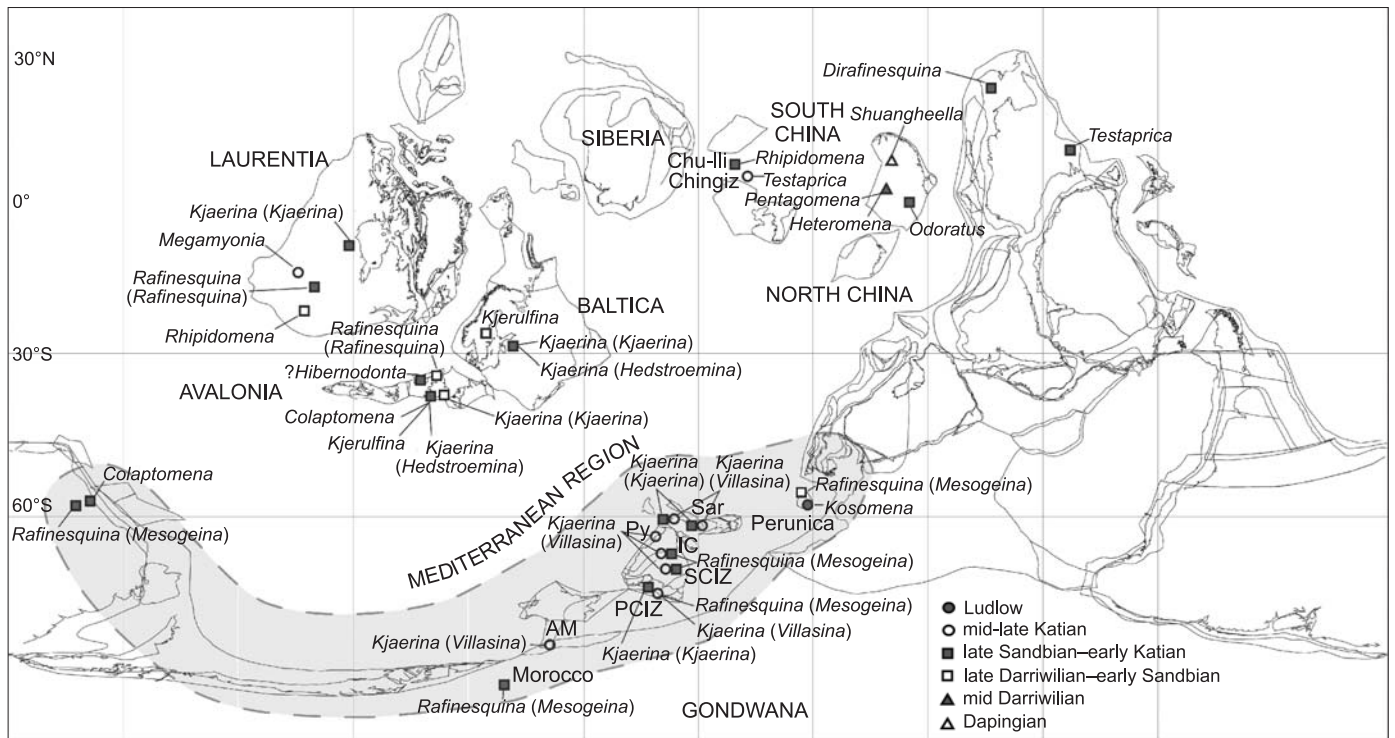 30°N
0°
30°S
60°S
LAURENTIA
Kjaerina (Kjaerina)
Megamyonia
Rafinesquina
(Rafinesquina)
Rhipidomena
SIBERIA
SOUTH
CHINA
Chu-Ili
Chingiz
Rhipidomena
Testaprica
Dirafinesquina
Shuangheella
Testaprica
Pentagomena
Heteromena
Odoratus
NORTH CHINA
BALTICA
Kjerulfina
Rafinesquina
(Rafinesquina)
Kjaerina (Kjaerina)
Kjaerina (Hedstroemina)
?Hibernodonta
AVALONIA
Colaptomena
Kjerulfina
Kjaerina
(Hedstroemina)
Kjaerina (Kjaerina)
MEDITERRANEAN REGION
Colaptomena
Rafinesquina (Mesogeina)
Kjaerina
(Kjaerina)
Kjaerina
(Villasina)
Sar
Perunica
Rafinesquina (Mesogeina)
Kosomena
Kjaerina
(Villasina)
Py
IC
Rafinesquina (Mesogeina)
SCIZ
PCIZ
Rafinesquina (Mesogeina)
Kjaerina (Villasina)
Kjaerina (Kjaerina)
AM
Kjaerina (Villasina)
Morocco
Rafinesquina (Mesogeina)
GONDWANA
Ludlow
mid-late Katian
late Sandbian–early Katian
late Darriwilian–early Sandbian
mid Darriwilian
Dapingian